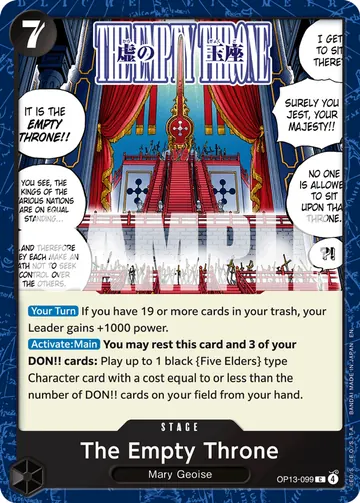 7
THE EMPTY THRONE
虚の 玉座
I GET TO
SIT
THERE
IT IS THE
EMPTY
THRONE!!
SURELY YOU
JEST, YOUR
MAJESTY!!
YOU SEE, THE
KINGS OF THE
VARIOUS NATIONS
ARE ON EQUAL
STANDING...
NO ONE
IS ALLOWED
TO SIT
UPON THE
THRONE.
...AND THEREFORE
THEY EACH MAKE AN
OATH NOT TO SEEK
CONTROL OVER
THE OTHERS.
?!
Your Turn If you have 19 or more cards in your trash, your
Leader gains +1000 power.
Activate:Main You may rest this card and 3 of your
DON!! cards: Play up to 1 black {Five Elders} type
Character card with a cost equal to or less than the
number of DON!! cards on your field from your hand.
STAGE
The Empty Throne
Mary Geoise
OP13-099 C 4